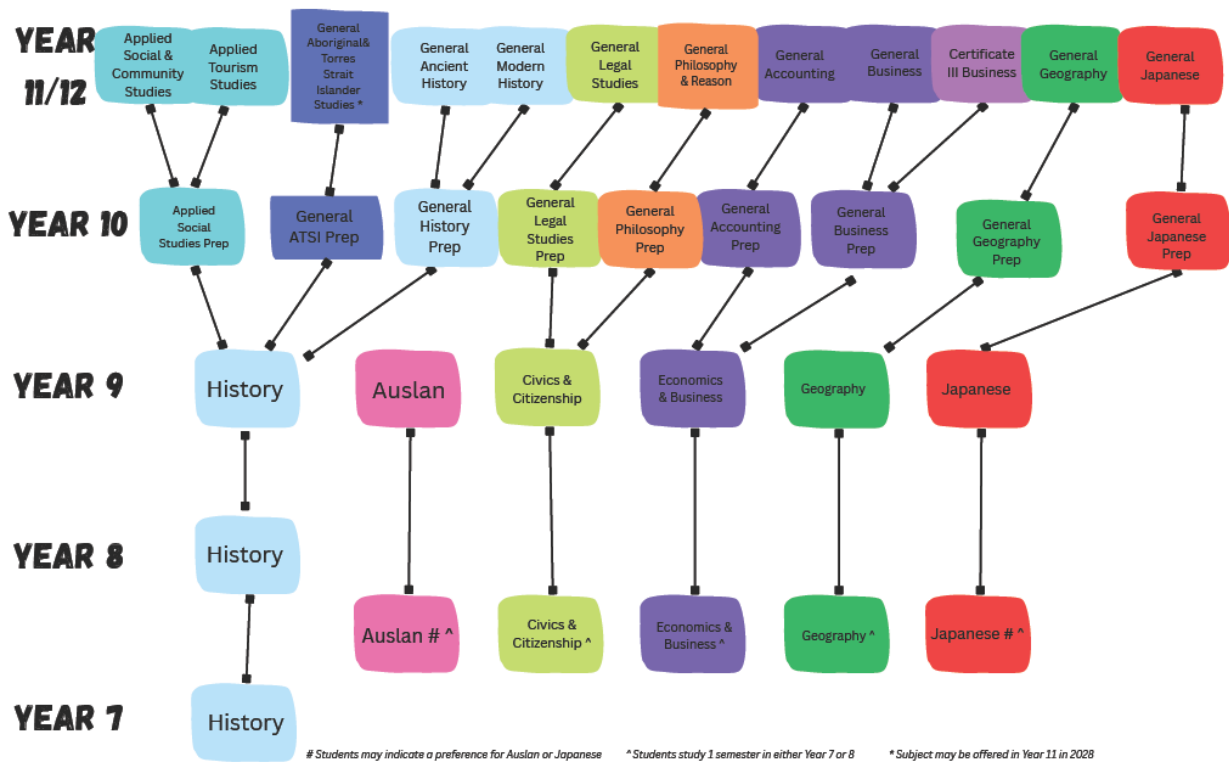 YEAR
11/12
Applied
Social &
Community
Studies
Applied
Tourism
Studies
General
Aboriginal&
Torres
Strait
Islander
Studies *
General
Ancient
History
General
Modern
History
General
Legal
Studies
General
Philosophy
& Reason
General
Accounting
General
Business
Certificate
III Business
General
Geography
General
Japanese
YEAR 10
Applied
Social
Studies Prep
General
ATSI Prep
General
History
Prep
General
Legal
Studies
Prep
General
Philosophy
Prep
General
Accounting
Prep
General
Business
Prep
General
Geography
Prep
General
Japanese
Prep
YEAR 9
History
Auslan
Civics &
Citizenship
Economics
& Business
Geography
Japanese
YEAR 8
History
Auslan # ^
Civics &
Citizenship ^
Economics &
Business ^
Geography ^
Japanese # ^
YEAR 7
History
# Students may indicate a preference for Auslan or Japanese
^ Students study 1 semester in either Year 7 or 8
* Subject may be offered in Year 11 in 2028